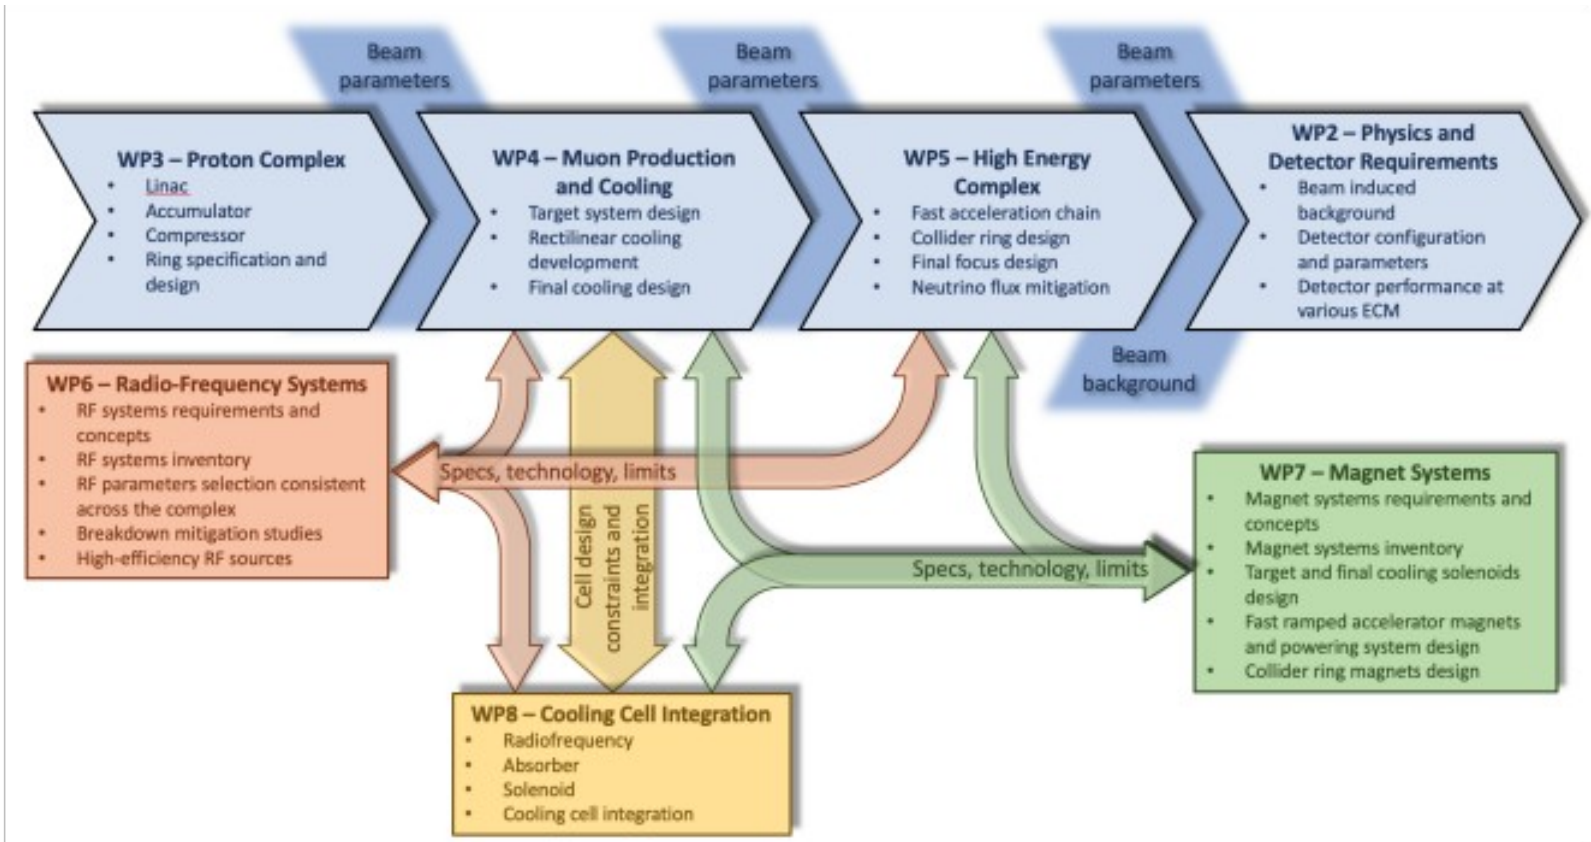 Beam
parameters
Beam
parameters
Beam
parameters
WP3 – Proton Complex
• Linac
• Accumulator
• Compressor
• Ring specification and
design
WP4 – Muon Production
and Cooling
• Target system design
• Rectilinear cooling
development
• Final cooling design
WP5 – High Energy
Complex
• Fast acceleration chain
• Collider ring design
• Final focus design
• Neutrino flux mitigation
WP2 – Physics and
Detector Requirements
• Beam induced
background
• Detector configuration
and parameters
• Detector performance at
various ECM
Beam
background
WP6 – Radio-Frequency Systems
• RF systems requirements and
concepts
• RF systems inventory
• RF parameters selection consistent
across the complex
• Breakdown mitigation studies
• High-efficiency RF sources
Specs, technology, limits
Cell design
constraints and
integration
Specs, technology, limits
WP7 – Magnet Systems
• Magnet systems requirements and
concepts
• Magnet systems inventory
• Target and final cooling solenoids
design
• Fast ramped accelerator magnets
and powering system design
• Collider ring magnets design
WP8 – Cooling Cell Integration
• Radiofrequency
• Absorber
• Solenoid
• Cooling cell integration